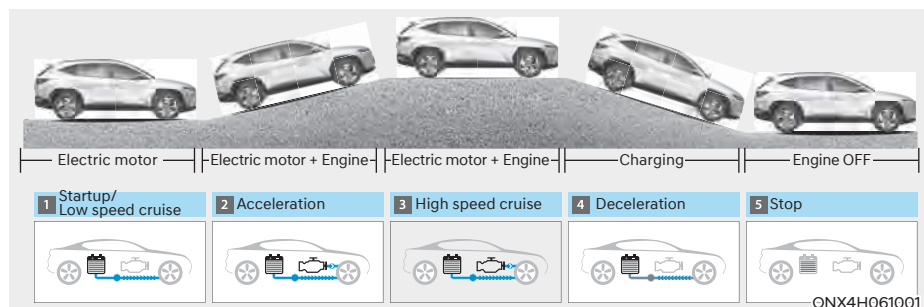 Electric motor
Electric motor + Engine
Electric motor + Engine
Charging
Engine OFF
1 Startup/
Low speed cruise
2 Acceleration
3 High speed cruise
4 Deceleration
5 Stop
ONX4H061001